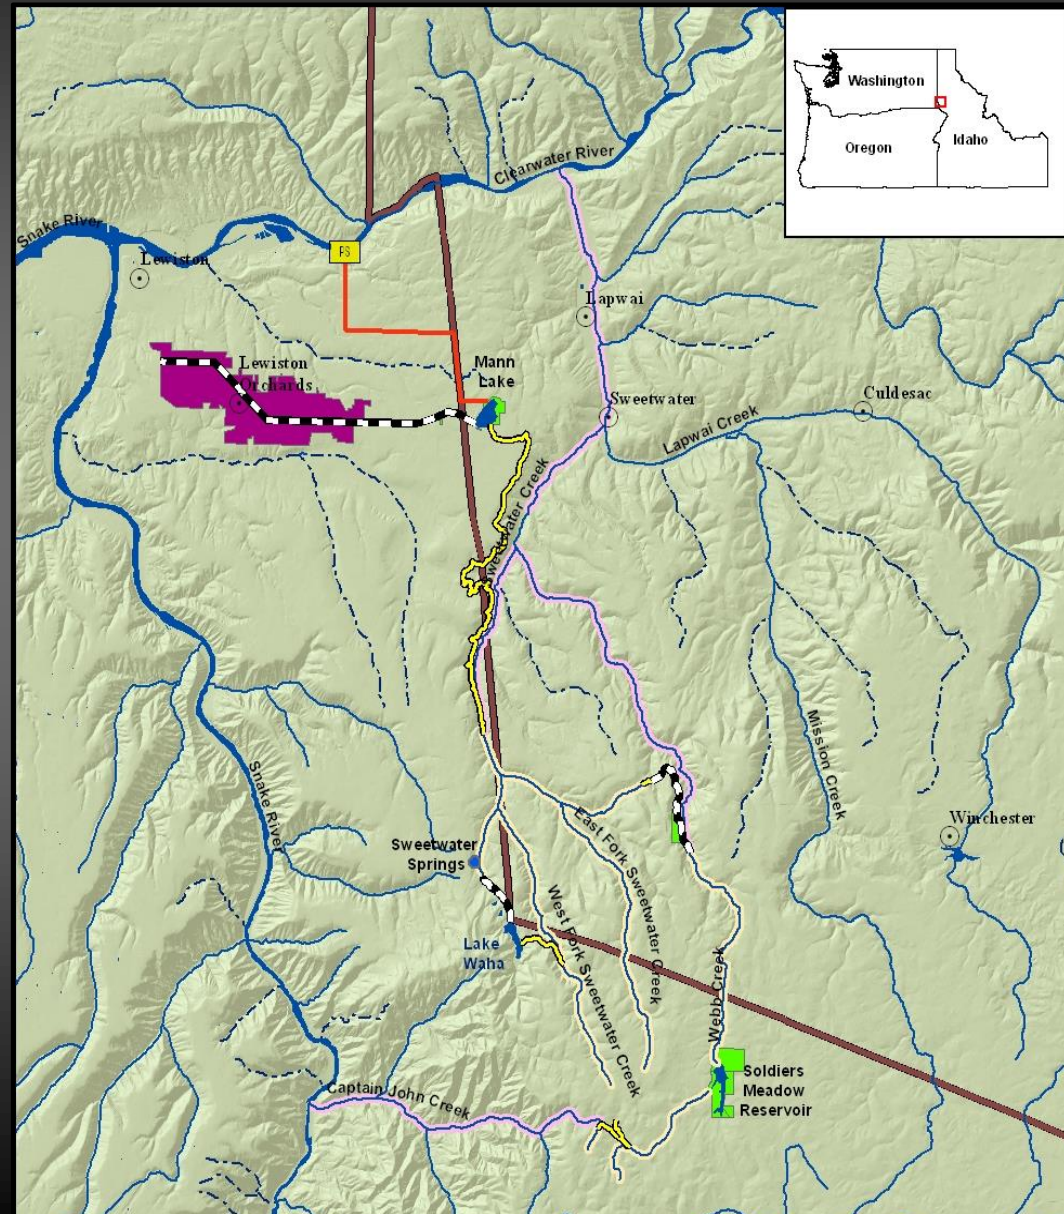 Washington
Oregon
Idaho
Clearwater River
Snake River
Lewiston
PS
Lapwai
Lewiston
Orchards
Mann
Lake
Sweetwater
Culdesac
Lapwai Creek
Sweetwater Creek
Mission Creek
Snake River
Winchester
Sweetwater
Springs
East Fork Sweetwater Creek
West Fork Sweetwater Creek
Lake
Waha
Webb Creek
Soldiers
Meadow
Reservoir
Captain John Creek